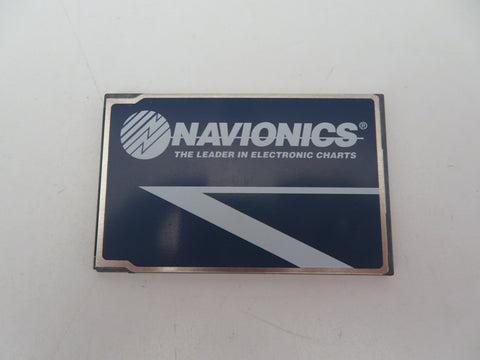 NAVIONICS®
THE LEADER IN ELECTRONIC CHARTS